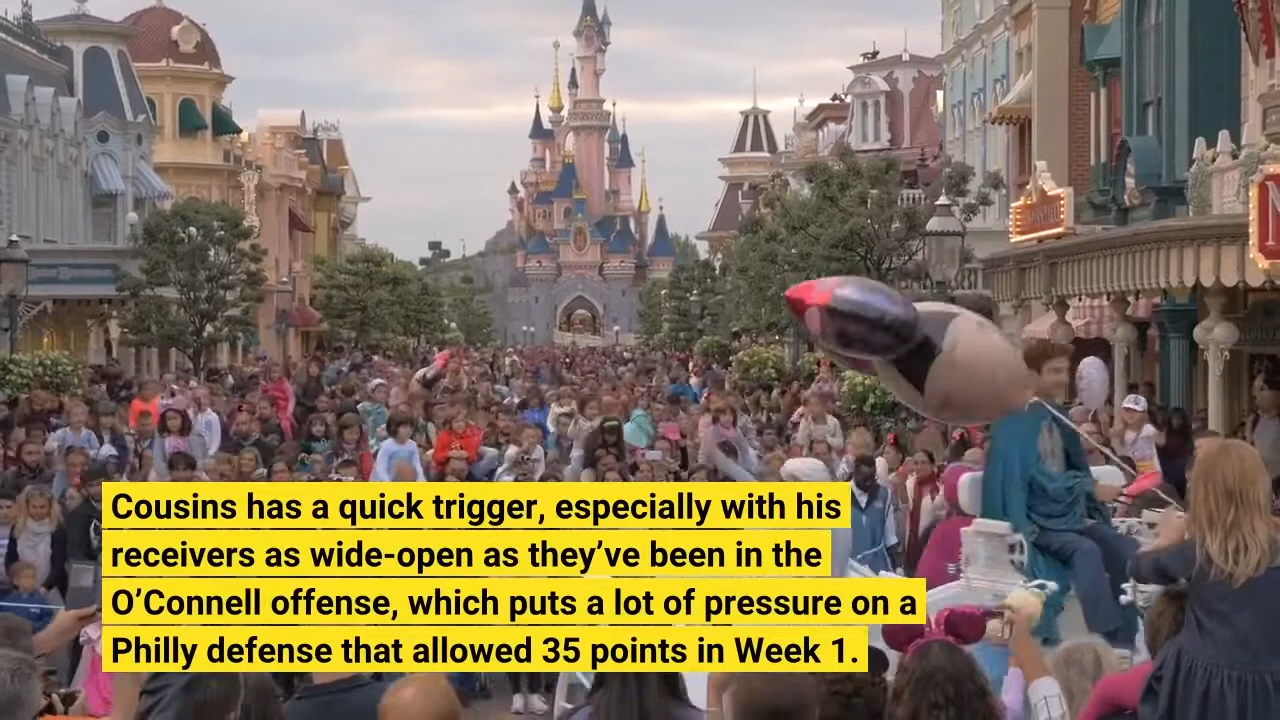 Cousins has a quick trigger, especially with his
receivers as wide-open as they’ve been in the
O’Connell offense, which puts a lot of pressure on a
Philly defense that allowed 35 points in Week 1.